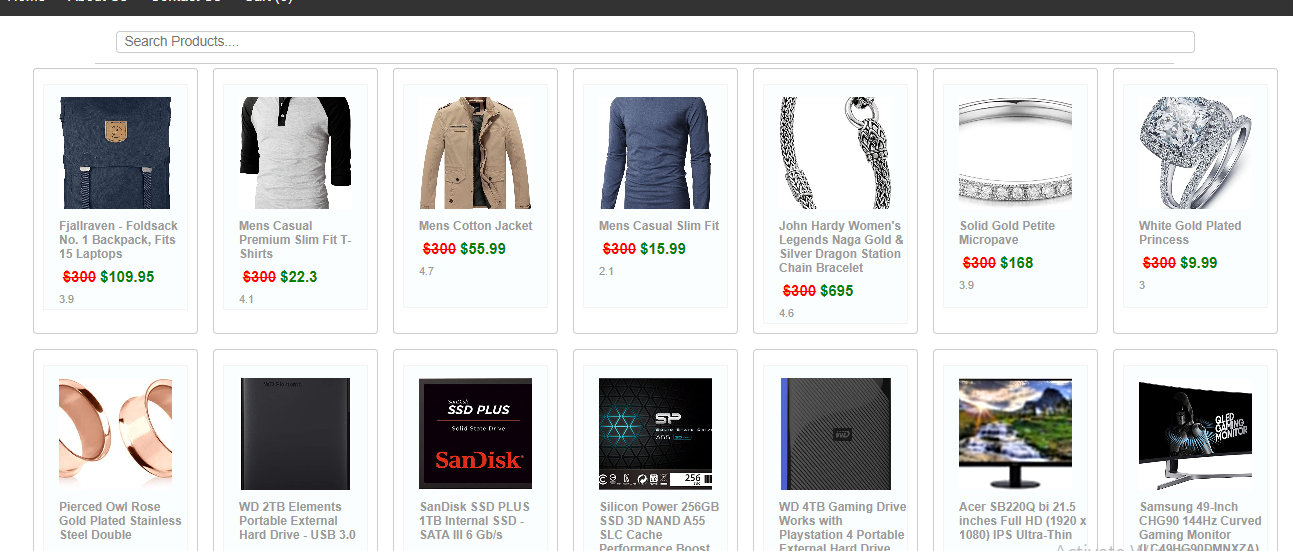 Home About Us Contact Us Cart (0)
Search Products....
Fjallraven - Foldsack
No. 1 Backpack, Fits
15 Laptops
$300 $109.95
3.9
Mens Casual
Premium Slim Fit T-
Shirts
$300 $22.3
4.1
Mens Cotton Jacket
$300 $55.99
4.7
Mens Casual Slim Fit
$300 $15.99
2.1
John Hardy Women's
Legends Naga Gold &
Silver Dragon Station
Chain Bracelet
$300 $695
4.6
Solid Gold Petite
Micropave
$300 $168
3.9
White Gold Plated
Princess
$300 $9.99
3
Pierced Owl Rose
Gold Plated Stainless
Steel Double
WD 2TB Elements
Portable External
Hard Drive - USB 3.0
SanDisk
SSD PLUS
Solid State Drive
SanDisk
SanDisk SSD PLUS
1TB Internal SSD -
SATA III 6 Gb/s
SP
A55
256
Silicon Power 256GB
SSD 3D NAND A55
SLC Cache
Performance Boost
WD
WD 4TB Gaming Drive
Works with
Playstation 4 Portable
External Hard Drive
Acer SB220Q bi 21.5
inches Full HD (1920 x
1080) IPS Ultra-Thin
QLED
GAMING
MONITOR
Samsung 49-Inch
CHG90 144Hz Curved
Gaming Monitor
(LC49HG90DMNXZA)